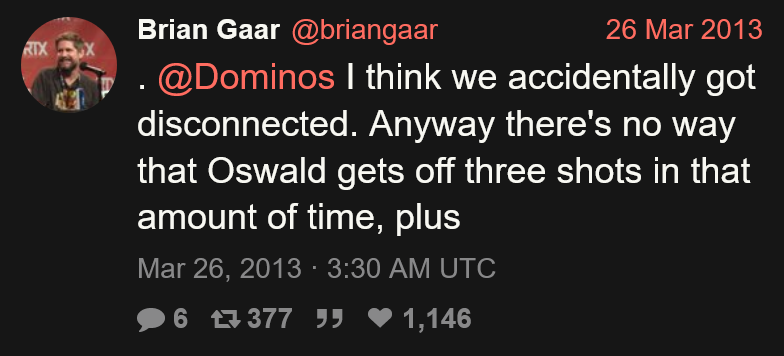 Brian Gaar @briangaar 26 Mar 2013
. @Dominos I think we accidentally got
disconnected. Anyway there's no way
that Oswald gets off three shots in that
amount of time, plus
Mar 26, 2013 · 3:30 AM UTC
6 377 1,146
RTX